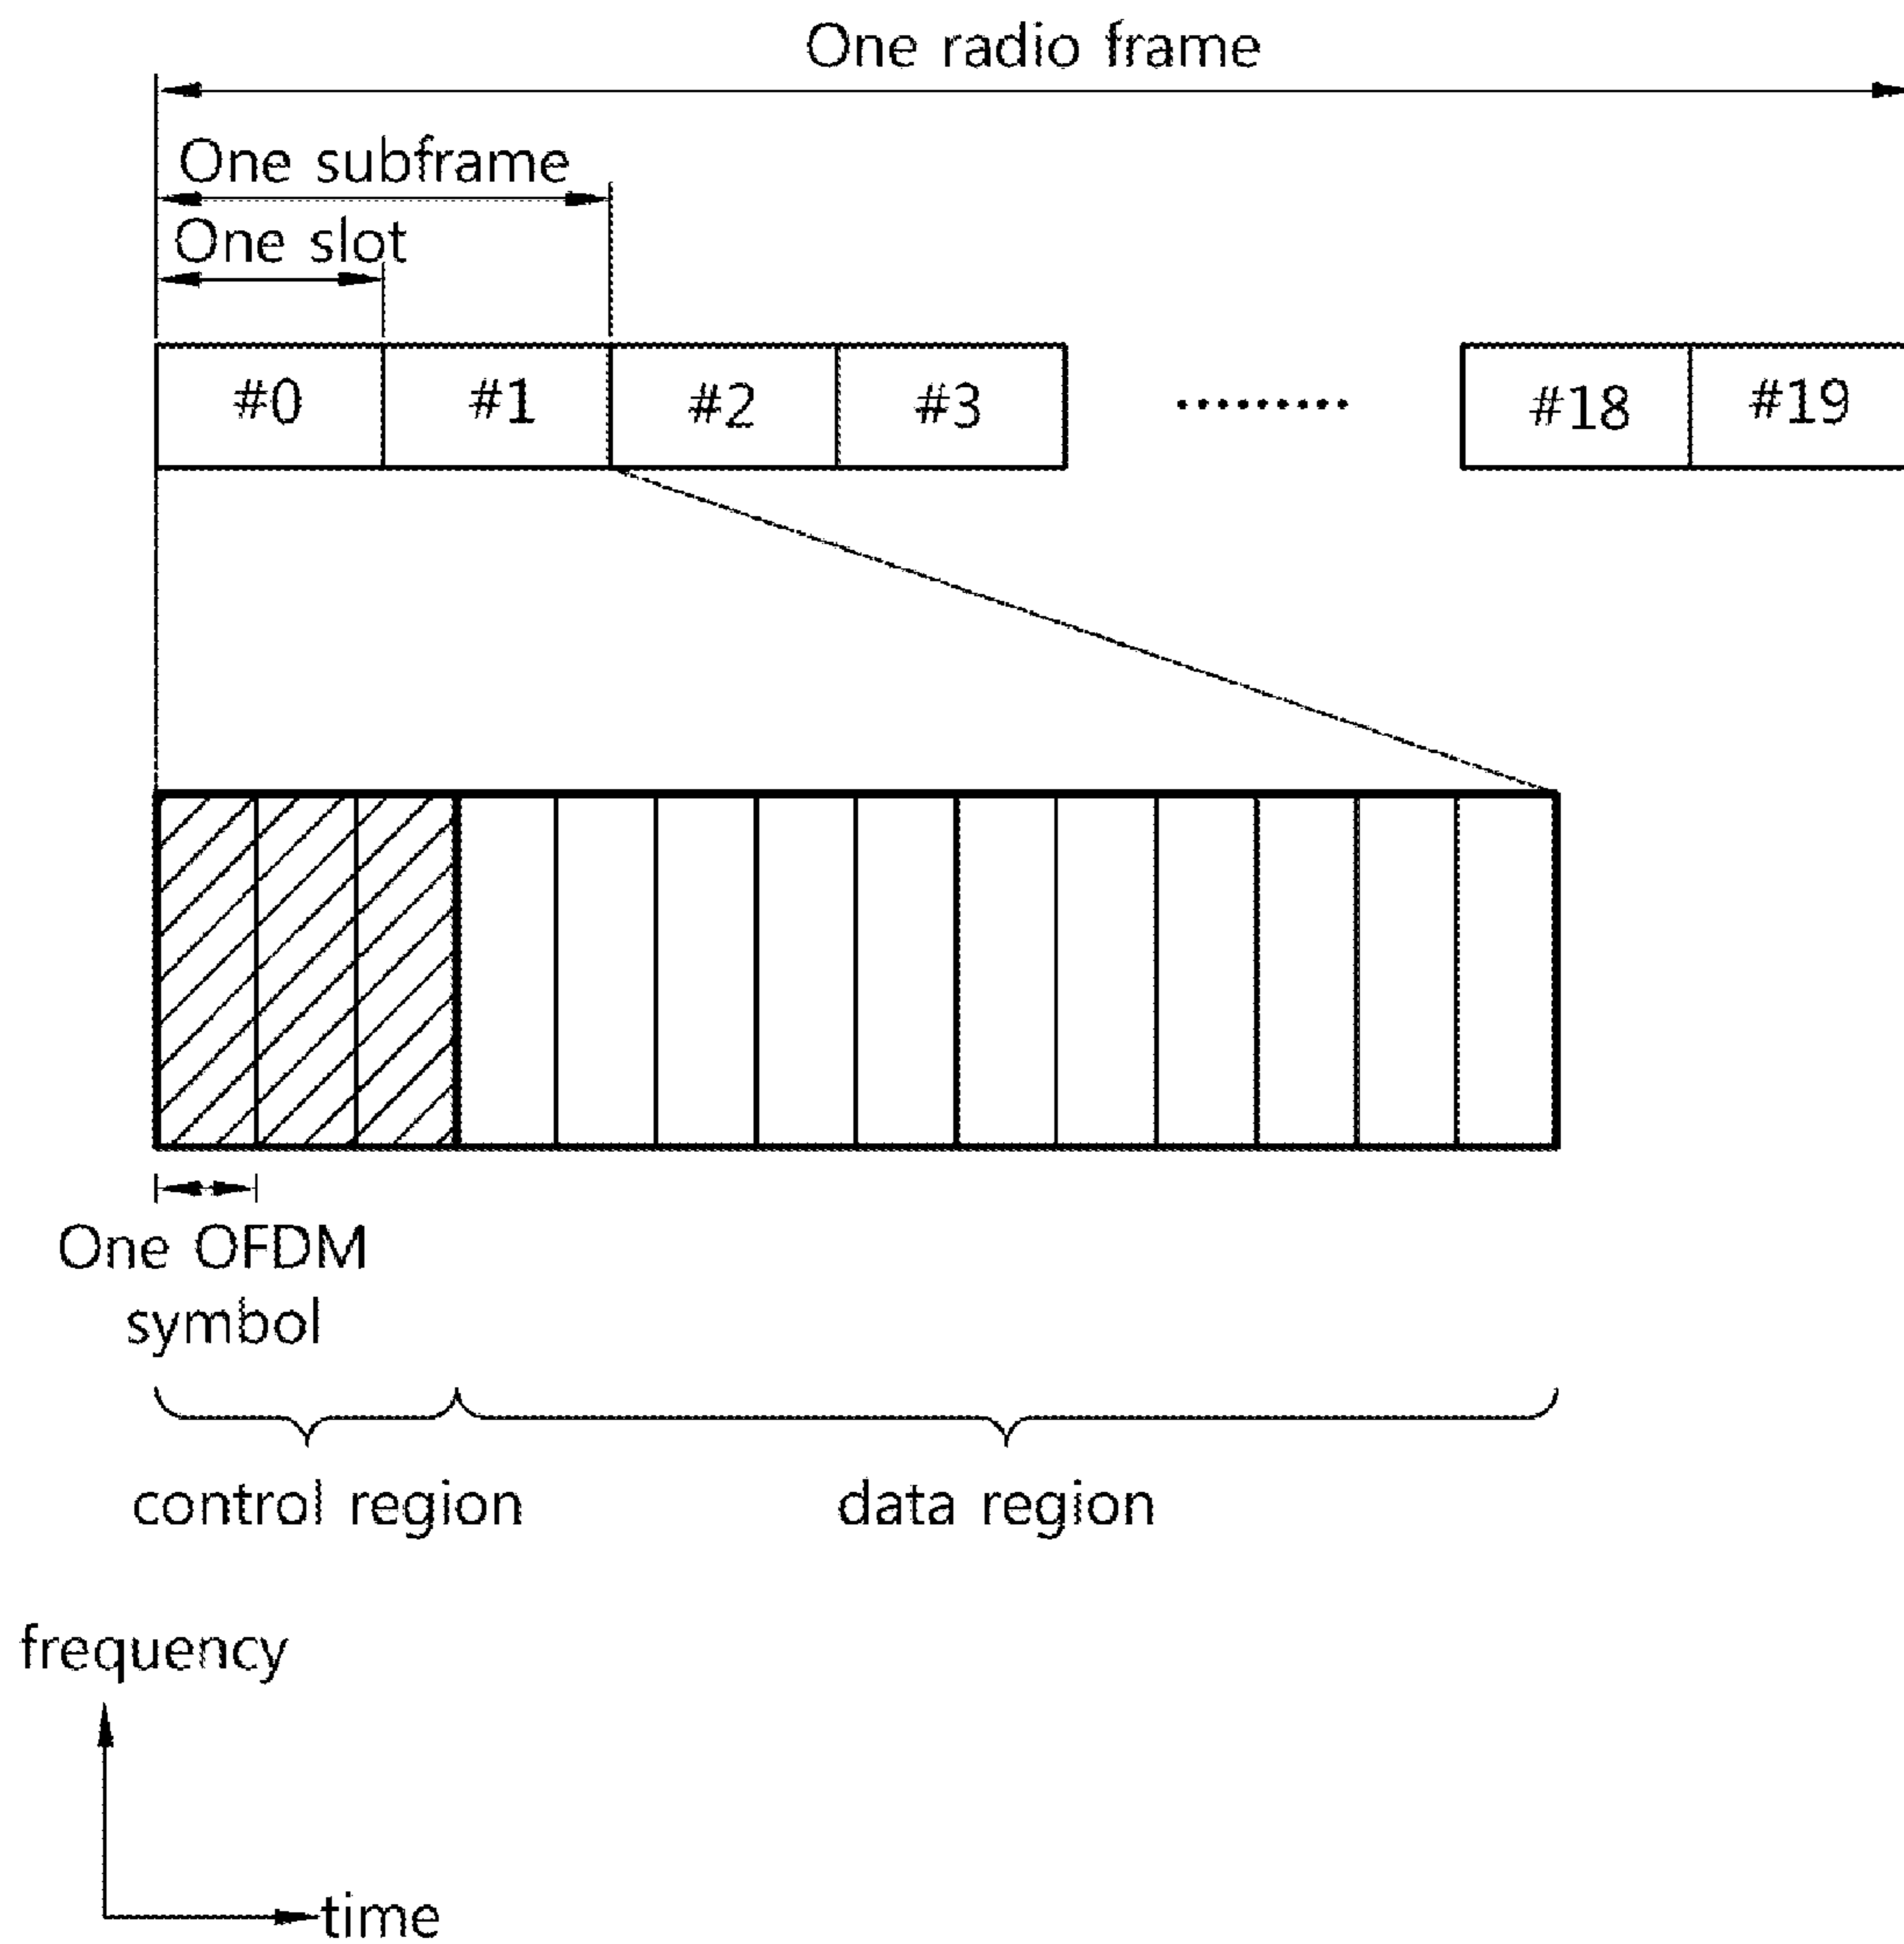 One radio frame
One subframe
One slot
#0 #1 #2 #3 ......... #18 #19
One OFDM
symbol
control region data region
frequency
time